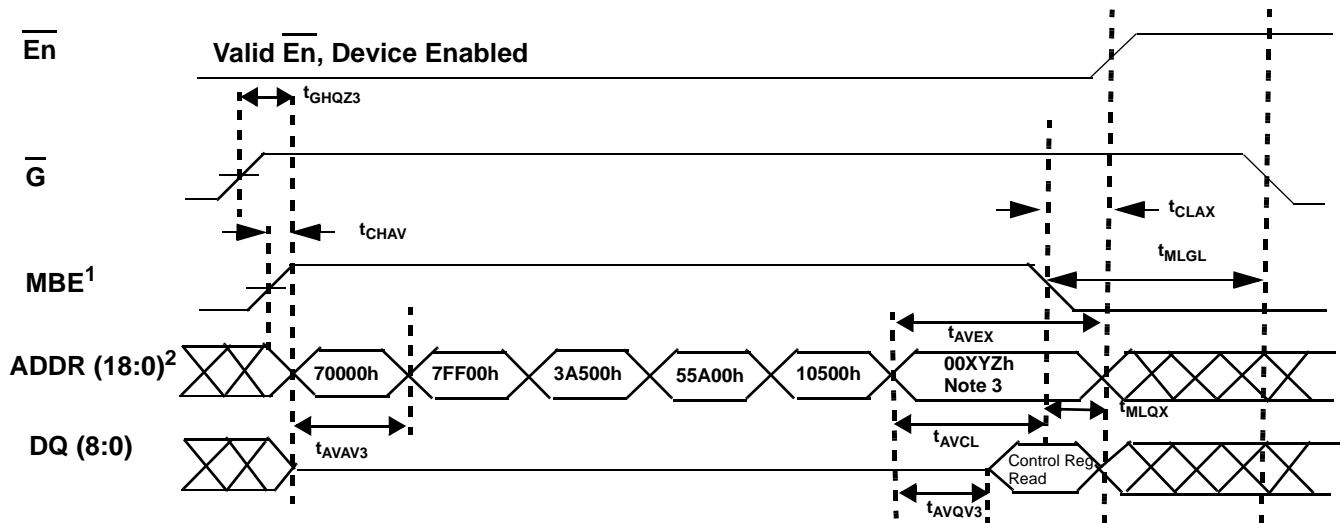 En
Valid En, Device Enabled
tGHQZ3
G
tCHAV
tCLAX
tMLGL
MBE1
tAVEX
ADDR (18:0)2
70000h
7FF00h
3A500h
55A00h
10500h
00XYZh
Note 3
tMLQX
tAVAV3
tAVCL
DQ (8:0)
Control Reg
Read
tAVQV3